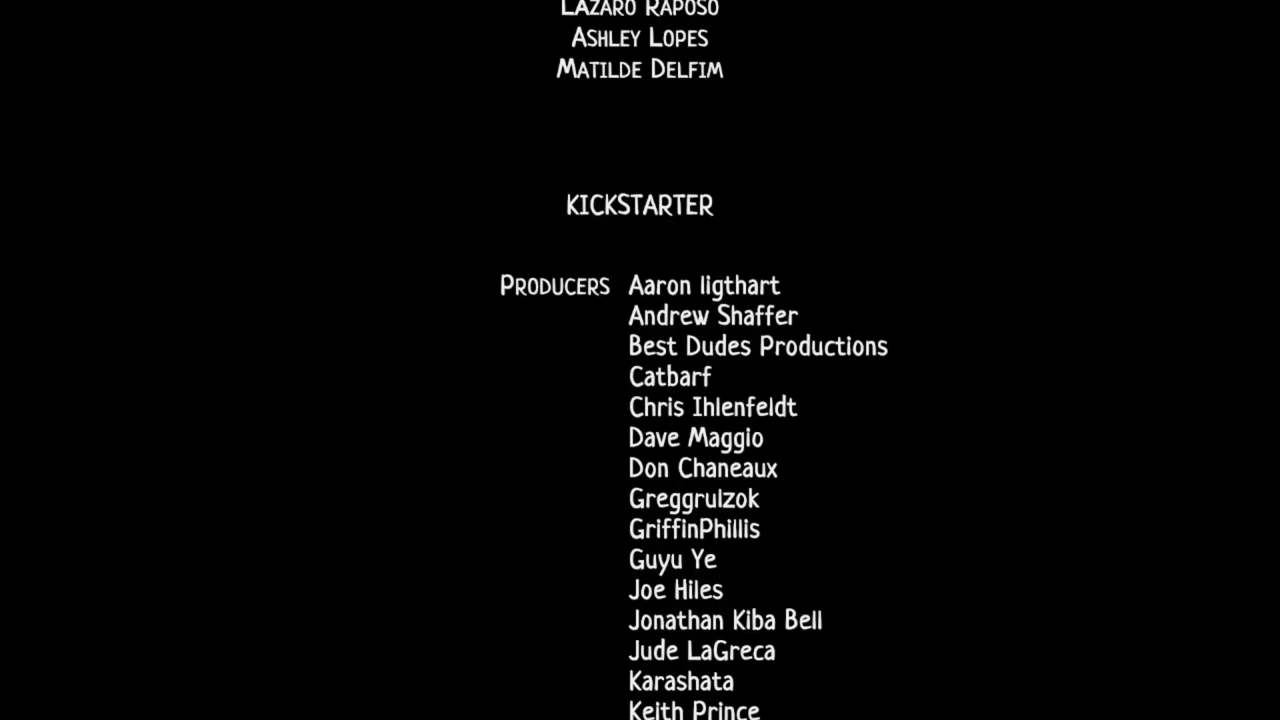 LAZARO RAPOSO
ASHLEY LOPES
MATILDE DELFIM
KICKSTARTER
PRODUCERS Aaron ligthart
Andrew Shaffer
Best Dudes Productions
Catbarf
Chris Ihlenfeldt
Dave Maggio
Don Chaneaux
Greggrulzok
GriffinPhillis
Guyu Ye
Joe Hiles
Jonathan Kiba Bell
Jude LaGreca
Karashata
Keith Prince